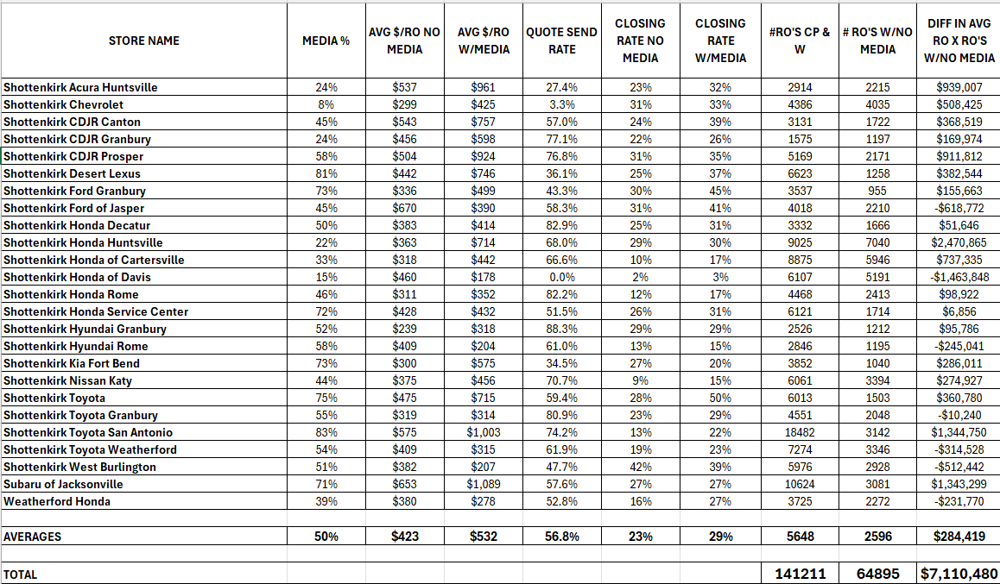 STORE NAME MEDIA % AVG $/RO NO MEDIA AVG $/RO W/MEDIA QUOTE SEND RATE CLOSING RATE NO MEDIA CLOSING RATE W/MEDIA #RO'S CP & W # RO'S W/NO MEDIA DIFF IN AVG RO X RO'S W/NO MEDIA
Shottenkirk Acura Huntsville 24% $537 $961 27.4% 23% 32% 2914 2215 $939,007
Shottenkirk Chevrolet 8% $299 $425 3.3% 31% 33% 4386 4035 $508,425
Shottenkirk CDJR Canton 45% $543 $757 57.0% 24% 39% 3131 1722 $368,519
Shottenkirk CDJR Granbury 24% $456 $598 77.1% 22% 26% 1575 1197 $169,974
Shottenkirk CDJR Prosper 58% $504 $924 76.8% 31% 35% 5169 2171 $911,812
Shottenkirk Desert Lexus 81% $442 $746 36.1% 25% 37% 6623 1258 $382,544
Shottenkirk Ford Granbury 73% $336 $499 43.3% 30% 45% 3537 955 $155,663
Shottenkirk Ford of Jasper 45% $670 $390 58.3% 31% 41% 4018 2210 -$618,772
Shottenkirk Honda Decatur 50% $383 $414 82.9% 25% 31% 3332 1666 $51,646
Shottenkirk Honda Huntsville 22% $363 $714 68.0% 29% 30% 9025 7040 $2,470,865
Shottenkirk Honda of Cartersville 33% $318 $442 66.6% 10% 17% 8875 5946 $737,335
Shottenkirk Honda of Davis 15% $460 $178 0.0% 2% 3% 6107 5191 -$1,463,848
Shottenkirk Honda Rome 46% $311 $352 82.2% 12% 17% 4468 2413 $98,922
Shottenkirk Honda Service Center 72% $428 $432 51.5% 26% 31% 6121 1714 $6,856
Shottenkirk Hyundai Granbury 52% $239 $318 88.3% 29% 29% 2526 1212 $95,786
Shottenkirk Hyundai Rome 58% $409 $204 61.0% 13% 15% 2846 1195 -$245,041
Shottenkirk Kia Fort Bend 73% $300 $575 34.5% 27% 20% 3852 1040 $286,011
Shottenkirk Nissan Katy 44% $375 $456 70.7% 9% 15% 6061 3394 $274,927
Shottenkirk Toyota 75% $475 $715 59.4% 28% 50% 6013 1503 $360,780
Shottenkirk Toyota Granbury 55% $319 $314 80.9% 23% 29% 4551 2048 -$10,240
Shottenkirk Toyota San Antonio 83% $575 $1,003 74.2% 13% 22% 18482 3142 $1,344,750
Shottenkirk Toyota Weatherford 54% $409 $315 61.9% 19% 23% 7274 3346 -$314,528
Shottenkirk West Burlington 51% $382 $207 47.7% 42% 39% 5976 2928 -$512,442
Subaru of Jacksonville 71% $653 $1,089 57.6% 27% 27% 10624 3081 $1,343,299
Weatherford Honda 39% $380 $278 52.8% 16% 27% 3725 2272 -$231,770
AVERAGES 50% $423 $532 56.8% 23% 29% 5648 2596 $284,419
TOTAL 141211 64895 $7,110,480